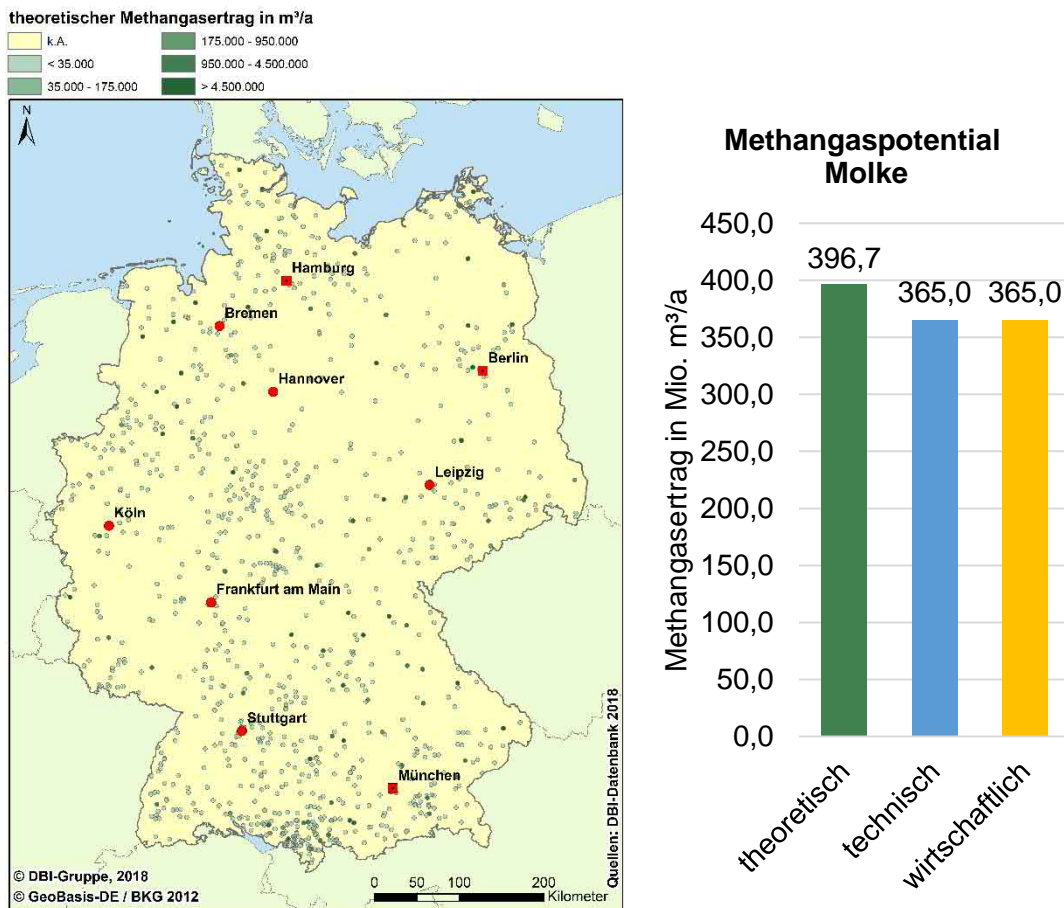 theoretischer Methangasertrag in m³/a
k.A.
< 35.000
35.000 - 175.000
175.000 - 950.000
950.000 - 4.500.000
> 4.500.000
N
Hamburg
Bremen
Berlin
Hannover
Leipzig
Köln
Frankfurt am Main
Stuttgart
München
© DBI-Gruppe, 2018
© GeoBasis-DE / BKG 2012
0 50 100 200
Kilometer
Quellen: DBI-Datenbank 2018
Methangaspotential
Molke
Methangasertrag in Mio. m³/a
450,0
400,0
350,0
300,0
250,0
200,0
150,0
100,0
50,0
0,0
396,7
365,0
365,0
theoretisch
technisch
wirtschaftlich